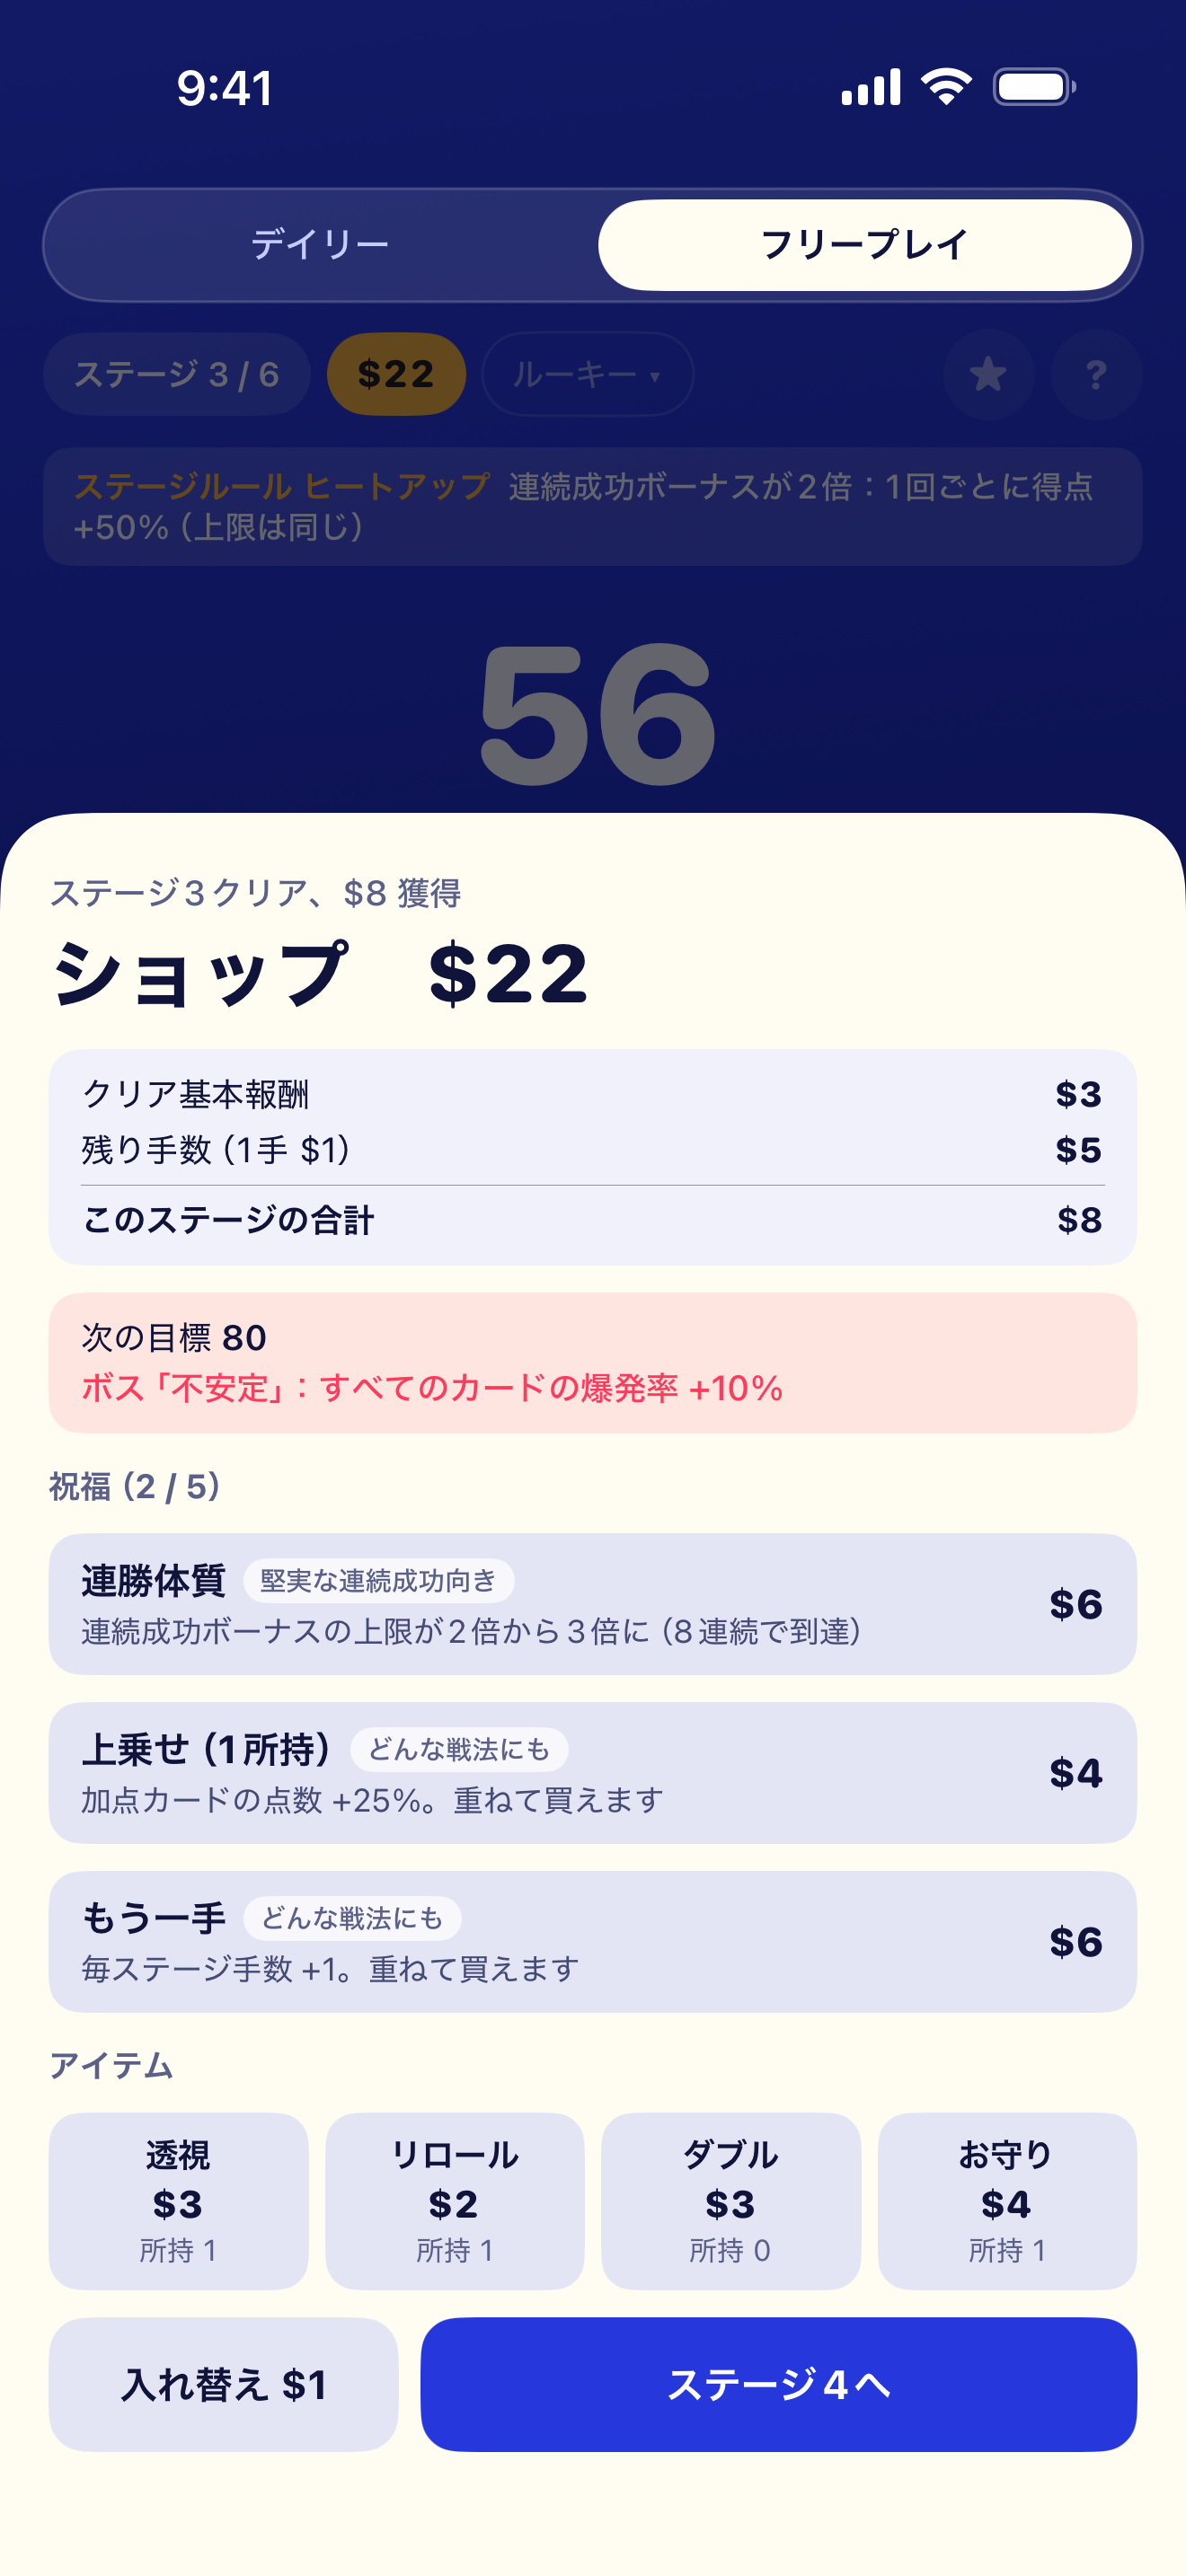 9:41
デイリー
フリープレイ
ステージ 3 / 6
$22
ルーキー ▾
?
ステージルール ヒートアップ 連続成功ボーナスが2倍：1回ごとに得点
+50%（上限は同じ）
56
ステージ3クリア、$8 獲得
ショップ $22
クリア基本報酬 $3
残り手数（1手 $1） $5
このステージの合計 $8
次の目標 80
ボス「不安定」：すべてのカードの爆発率 +10%
祝福（2 / 5）
連勝体質 堅実な連続成功向き
連続成功ボーナスの上限が2倍から3倍に（8連続で到達）
$6
上乗せ（1所持） どんな戦法にも
加点カードの点数 +25%。重ねて買えます
$4
もう一手 どんな戦法にも
毎ステージ手数 +1。重ねて買えます
$6
アイテム
透視
$3
所持 1
リロール
$2
所持 1
ダブル
$3
所持 0
お守り
$4
所持 1
入れ替え $1
ステージ4へ